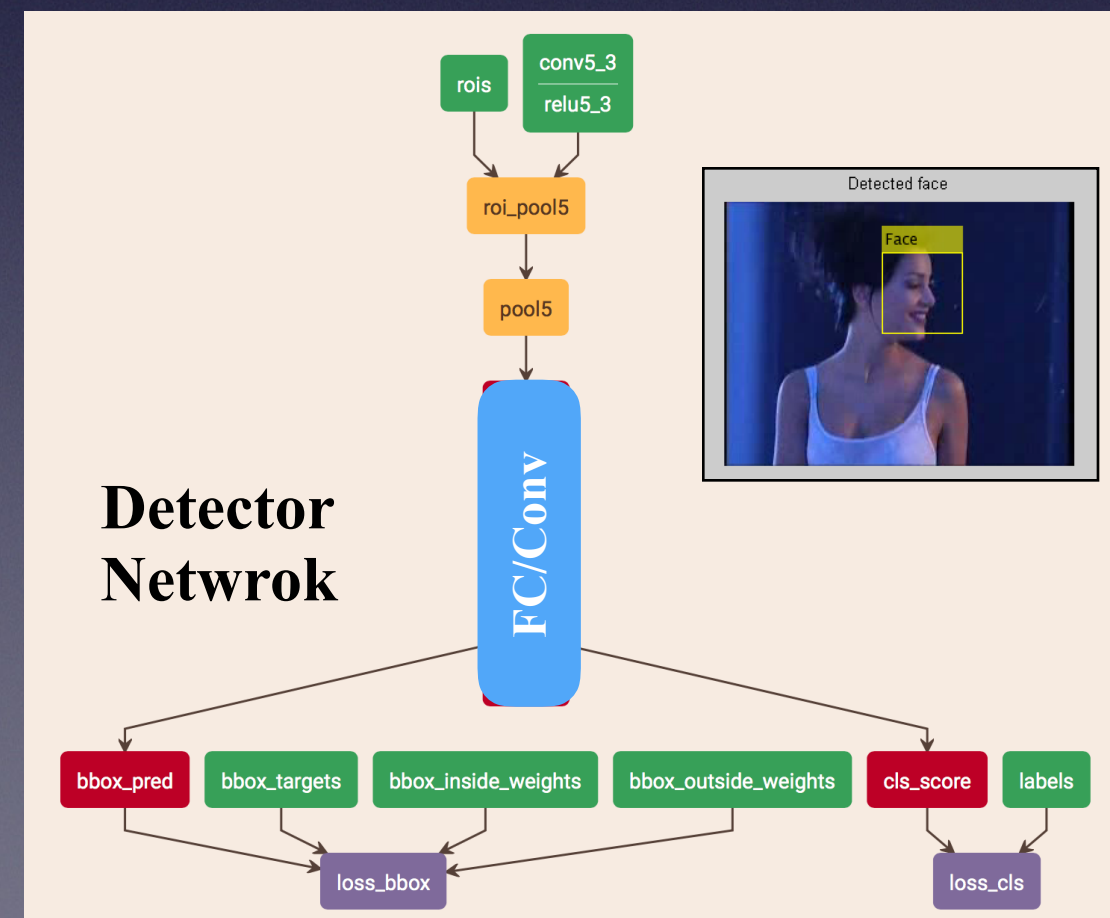 conv5_3
rois
relu5_3
Detected face
roi_pool5
Face
pool5
FC/Conv
Detector
Netwrok
bbox_pred
bbox_targets
bbox_inside_weights
bbox_outside_weights
cls_score
labels
loss_bbox
loss_cls